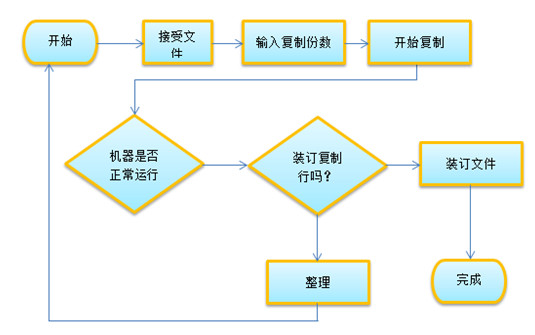 开始
接受文
件
输入复制份数
开始复制
机器是否
正常运行
装订复制
行吗？
装订文件
整理
完成